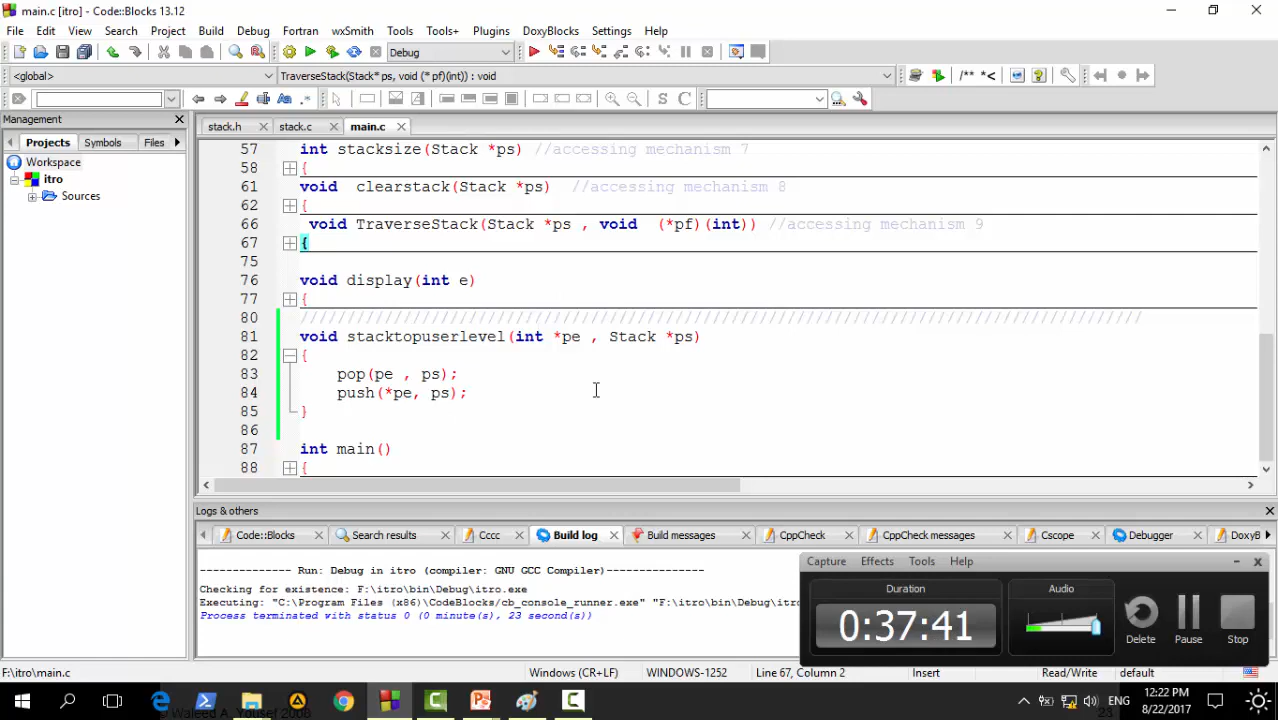 main.c [itro] - Code::Blocks 13.12
File Edit View Search Project Build Debug Fortran wxSmith Tools Tools+ Plugins DoxyBlocks Settings Help
Debug
<global> TraverseStack(Stack* ps, void (* pf)(int)) : void /** *<
Management stack.h stack.c main.c
Projects Symbols Files
Workspace
itro
Sources
57 int stacksize(Stack *ps) //accessing mechanism 7
58 {
61 void clearstack(Stack *ps) //accessing mechanism 8
62 {
66 void TraverseStack(Stack *ps , void (*pf)(int)) //accessing mechanism 9
67 {
75
76 void display(int e)
77 {
80 //////////////////////////////////////////////////////////////////////////////////////////
81 void stacktopuserlevel(int *pe , Stack *ps)
82 {
83 pop(pe , ps);
84 push(*pe, ps);
85 }
86
87 int main()
88 {
Logs & others
Code::Blocks Search results Cccc Build log Build messages CppCheck CppCheck messages Cscope Debugger DoxyB
-------------- Run: Debug in itro (compiler: GNU GCC Compiler)---------------
Checking for existence: F:\itro\bin\Debug\itro.exe
Executing: "C:\Program Files (x86)\CodeBlocks/cb_console_runner.exe" "F:\itro\bin\Debug\itro
Process terminated with status 0 (0 minute(s), 23 second(s))
Capture Effects Tools Help
Duration Audio
0:37:41
Delete Pause Stop
F:\itro\main.c Windows (CR+LF) WINDOWS-1252 Line 67, Column 2 Insert Read/Write default
ENG 12:22 PM
8/22/2017
Waleed A. Yousef 2008 23